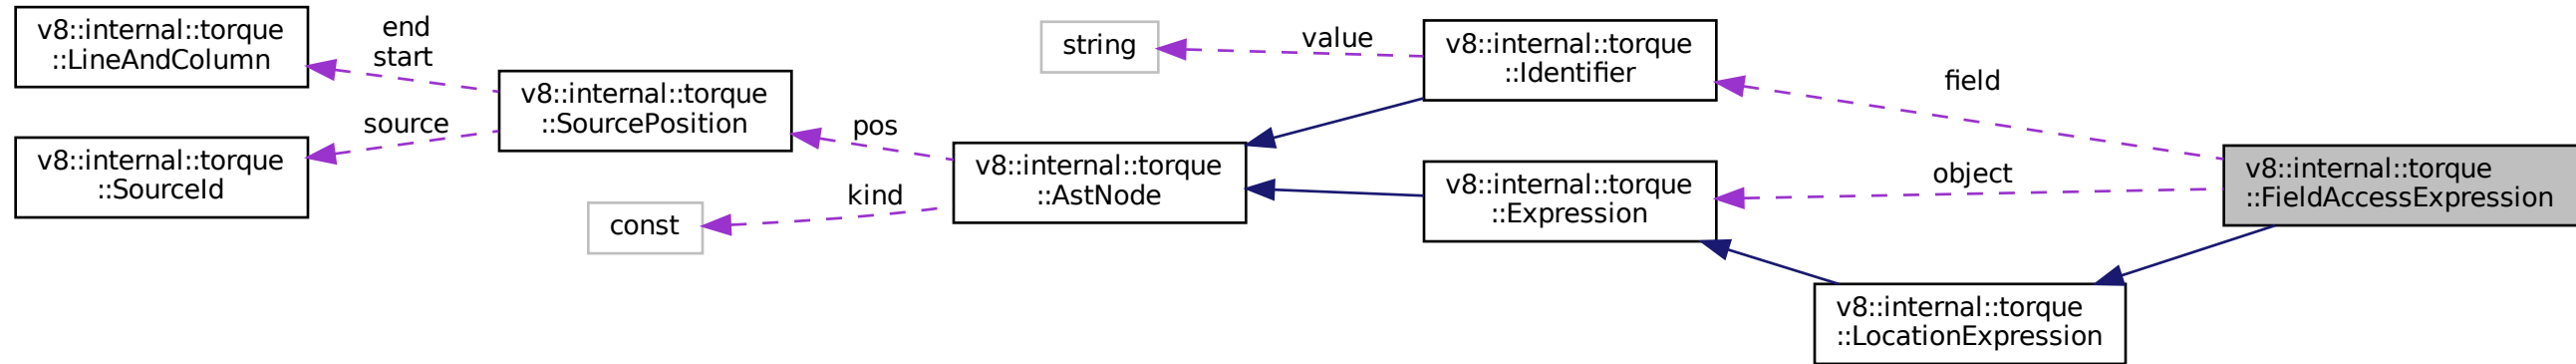 v8::internal::torque
::LineAndColumn
end
start
v8::internal::torque
::SourceId
source
v8::internal::torque
::SourcePosition
pos
const
kind
v8::internal::torque
::AstNode
string
value
v8::internal::torque
::Identifier
field
v8::internal::torque
::Expression
object
v8::internal::torque
::LocationExpression
v8::internal::torque
::FieldAccessExpression